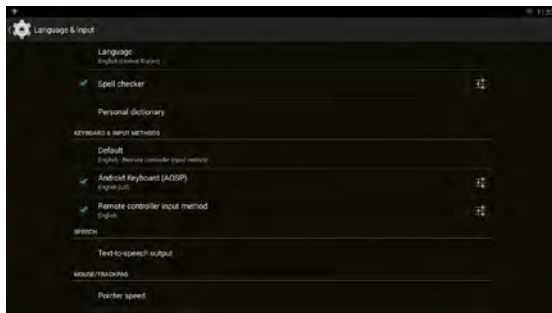 11:20
Language & input
Language
English (United States)
Spell checker
Personal dictionary
KEYBOARD & INPUT METHODS
Default
English - Remote controller input method
Android Keyboard (AOSP)
English (US)
Remote controller input method
English
SPEECH
Text-to-speech output
MOUSE/TRACKPAD
Pointer speed